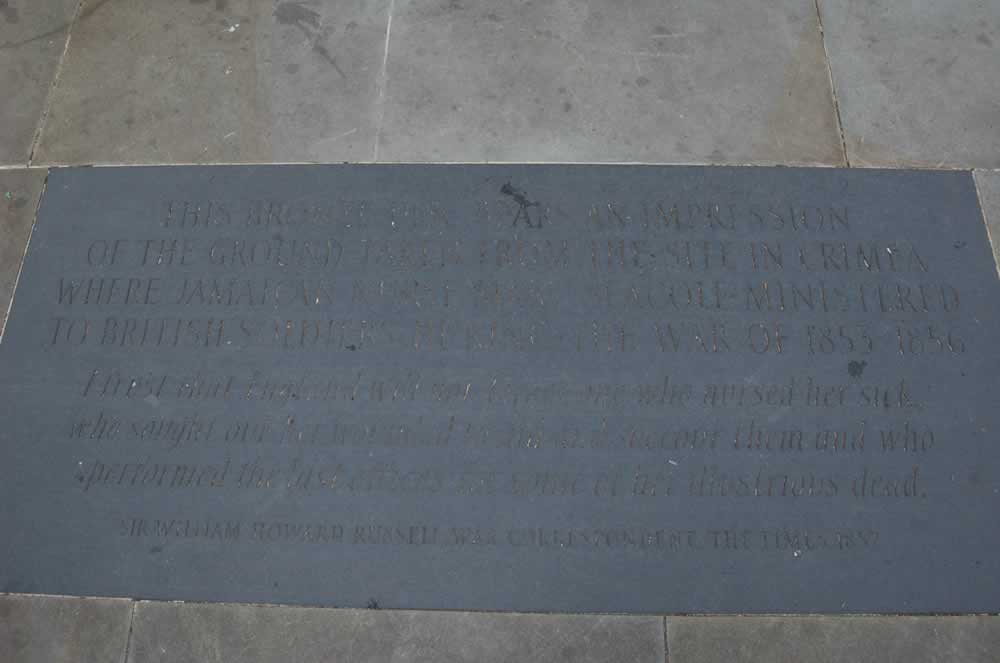 THIS BRONZE DISC BEARS AN IMPRESSION
OF THE GROUND TAKEN FROM THE SITE IN CRIMEA
WHERE JAMAICAN NURSE MARY SEACOLE MINISTERED
TO BRITISH SOLDIERS DURING THE WAR OF 1853-1856
I trust that England will not forget one who nursed her sick,
who sought out her wounded to aid and succour them and who
performed the last offices for some of her illustrious dead.
SIR WILLIAM HOWARD RUSSELL, WAR CORRESPONDENT, THE TIMES 1857